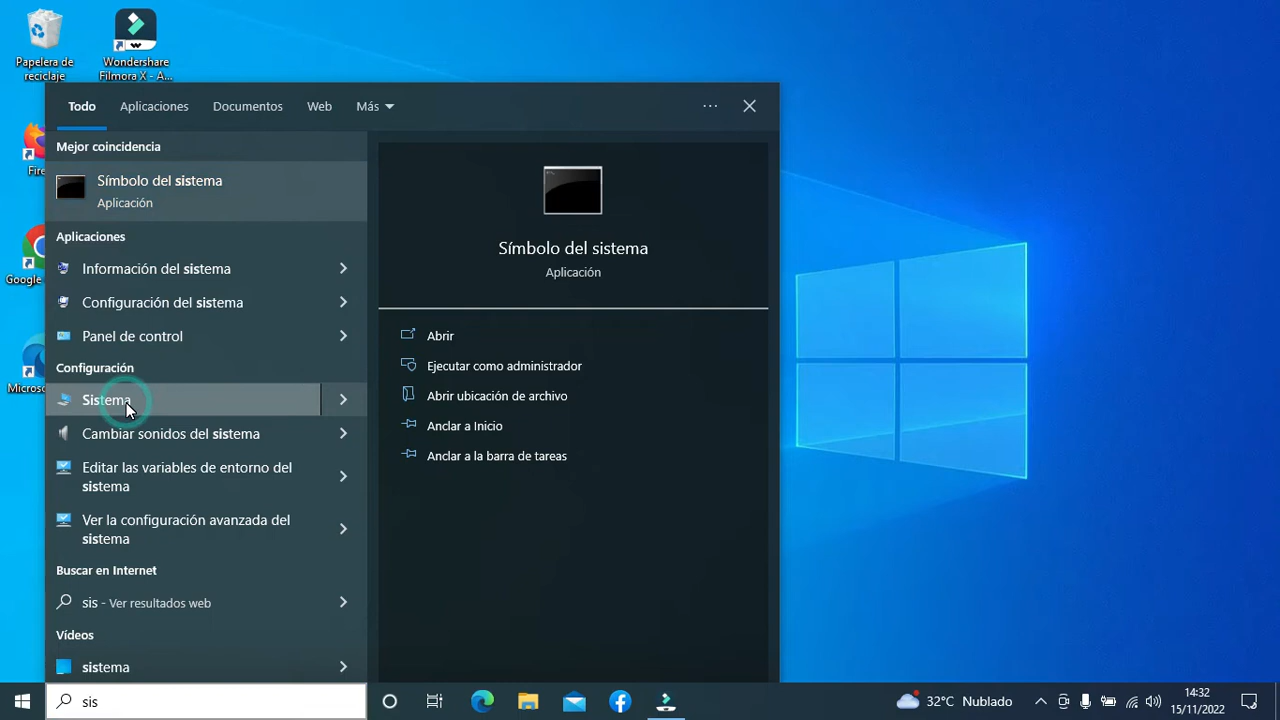 Papelera de
reciclaje
Wondershare
Filmora X - A...
Fire
Google
Micros
Todo
Aplicaciones
Documentos
Web
Más
Mejor coincidencia
Símbolo del sistema
Aplicación
Aplicaciones
Información del sistema
Configuración del sistema
Panel de control
Configuración
Sistema
Cambiar sonidos del sistema
Editar las variables de entorno del
sistema
Ver la configuración avanzada del
sistema
Buscar en Internet
sis - Ver resultados web
Vídeos
sistema
Símbolo del sistema
Aplicación
Abrir
Ejecutar como administrador
Abrir ubicación de archivo
Anclar a Inicio
Anclar a la barra de tareas
sis
32°C Nublado
14:32
15/11/2022